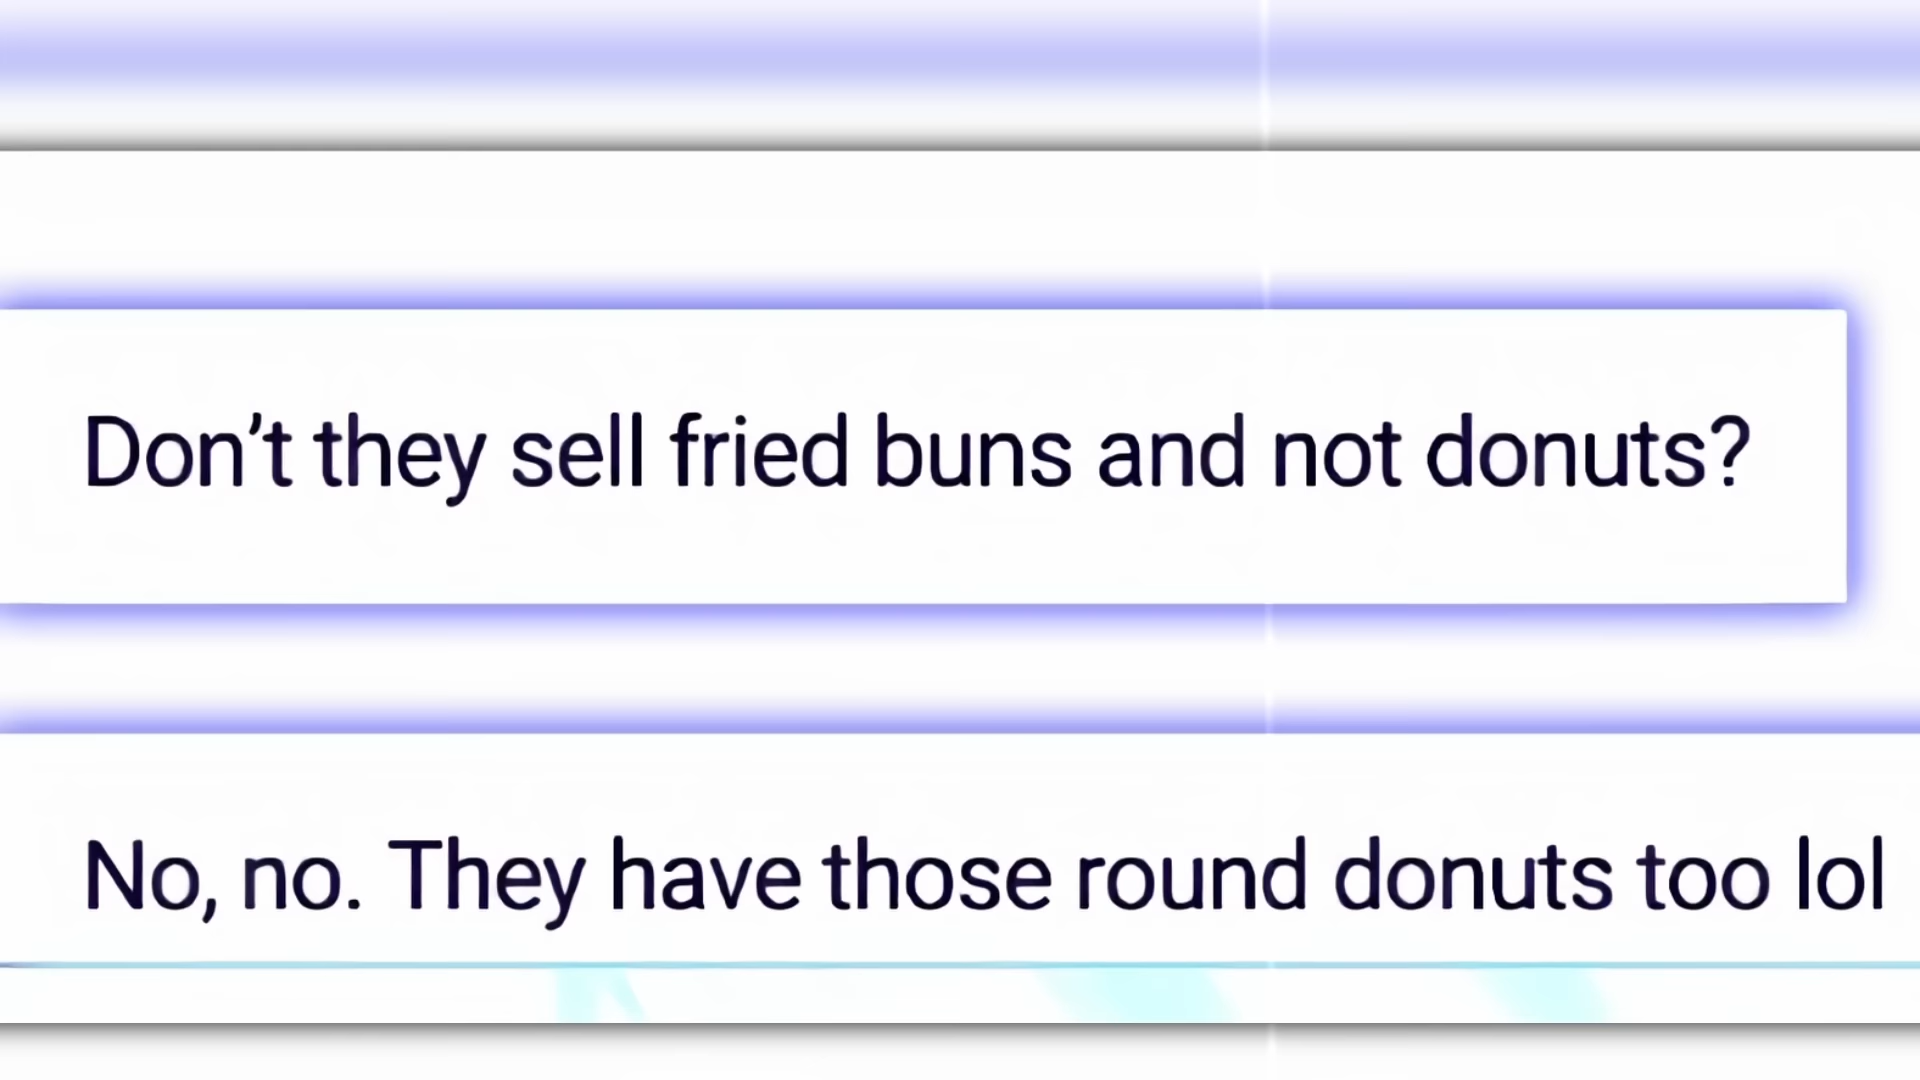 Don’t they sell fried buns and not donuts?
No, no. They have those round donuts too lol